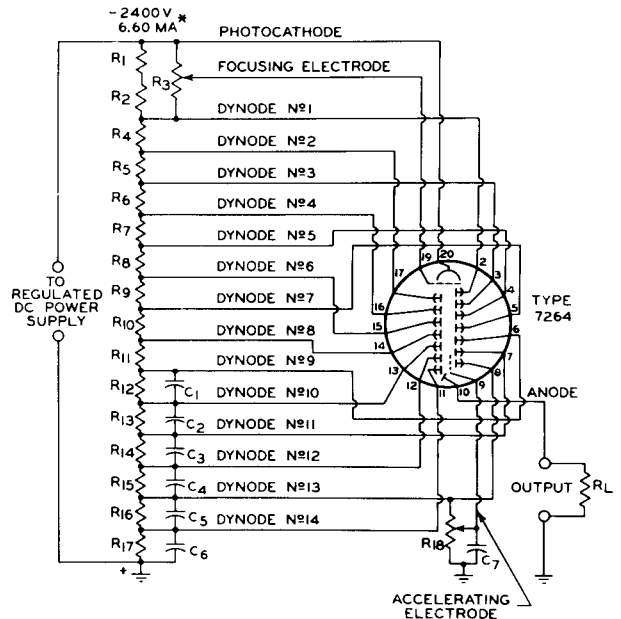 -2400 V
6.60 MA*
PHOTOCATHODE
R1
R3
FOCUSING ELECTRODE
R2
DYNODE Nº1
R4
DYNODE Nº2
R5
DYNODE Nº3
R6
DYNODE Nº4
R7
DYNODE Nº5
R8
DYNODE Nº6
R9
DYNODE Nº7
R10
DYNODE Nº8
R11
DYNODE Nº9
R12
C1
DYNODE Nº10
R13
C2
DYNODE Nº11
R14
C3
DYNODE Nº12
R15
C4
DYNODE Nº13
R16
C5
DYNODE Nº14
R17
C6
+
TO
REGULATED
DC POWER
SUPPLY
19
20
2
17
3
4
16
5
15
6
14
7
13
8
12
11
10
9
TYPE
7264
ANODE
OUTPUT
RL
R18
C7
ACCELERATING
ELECTRODE